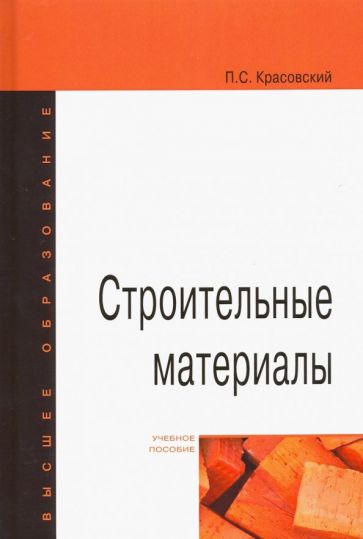 П.С. Красовский
ВЫСШЕЕ ОБРАЗОВАНИЕ
Строительные
материалы
УЧЕБНОЕ
ПОСОБИЕ